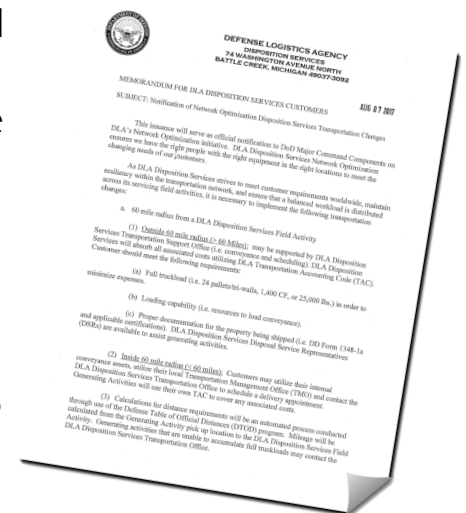 DEFENSE LOGISTICS AGENCY
DISPOSITION SERVICES
74 WASHINGTON AVENUE NORTH
BATTLE CREEK, MICHIGAN 49037-3092
AUG 07 2017
MEMORANDUM FOR DLA DISPOSITION SERVICES CUSTOMERS
SUBJECT: Notification of Network Optimization Disposition Services Transportation Changes
This issuance will serve as official notification to DoD Major Command Components on
DLA's Network Optimization initiative. DLA Disposition Services Network Optimization
ensures we have the right people with the right equipment in the right locations to meet the
changing needs of our customers.
As DLA Disposition Services strives to meet customer requirements worldwide, maintain
resiliency within the transportation network, and ensure that a balanced workload is distributed
across its servicing field activities, it is necessary to implement the following transportation
changes:
a. 60 mile radius from a DLA Disposition Services Field Activity
(1) Outside 60 mile radius (> 60 Miles): may be supported by DLA Disposition
Services Transportation Support Office (i.e. conveyance and scheduling). DLA Disposition
Services will absorb all associated costs utilizing DLA Transportation Accounting Code (TAC).
Customer should meet the following requirements:
(a) Full truckload (i.e. 24 pallets/tri-walls, 1,400 CF, or 25,000 lbs.) in order to
minimize expenses.
(b) Loading capability (i.e. resources to load conveyance).
(c) Proper documentation for the property being shipped (i.e. DD Form 1348-1a
and applicable certifications). DLA Disposition Services Disposal Service Representatives
(DSRs) are available to assist generating activities.
(2) Inside 60 mile radius (< 60 miles): Customers may utilize their internal
conveyance assets, utilize their local Transportation Management Office (TMO) and contact the
DLA Disposition Services Transportation Office to schedule a delivery appointment.
Generating Activities will use their own TAC to cover any associated costs.
(3) Calculations for distance requirements will be an automated process conducted
through use of the Defense Table of Official Distances (DTOD) program. Mileage will be
calculated from the Generating Activity pick up location to the DLA Disposition Services Field
Activity. Generating activities that are unable to accumulate full truckloads may contact the
DLA Disposition Services Transportation Office.